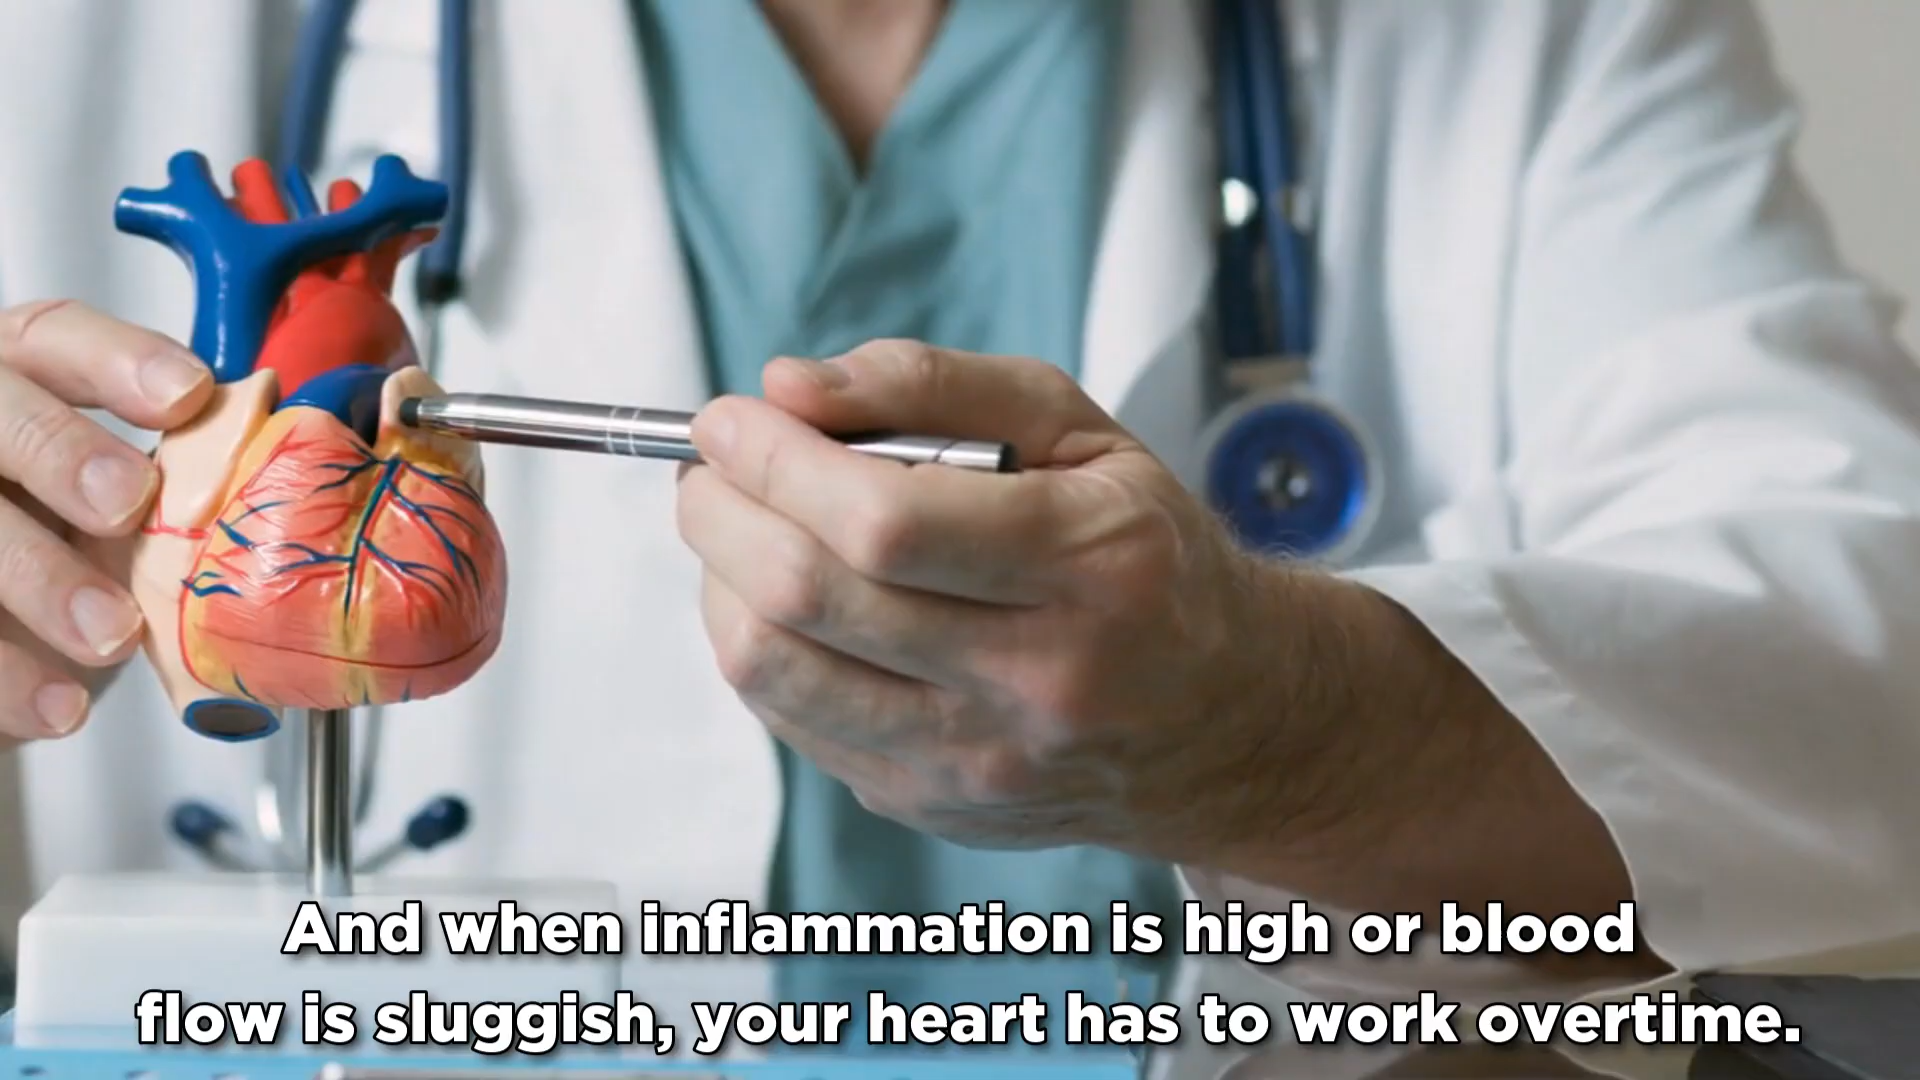 And when inflammation is high or blood
flow is sluggish, your heart has to work overtime.